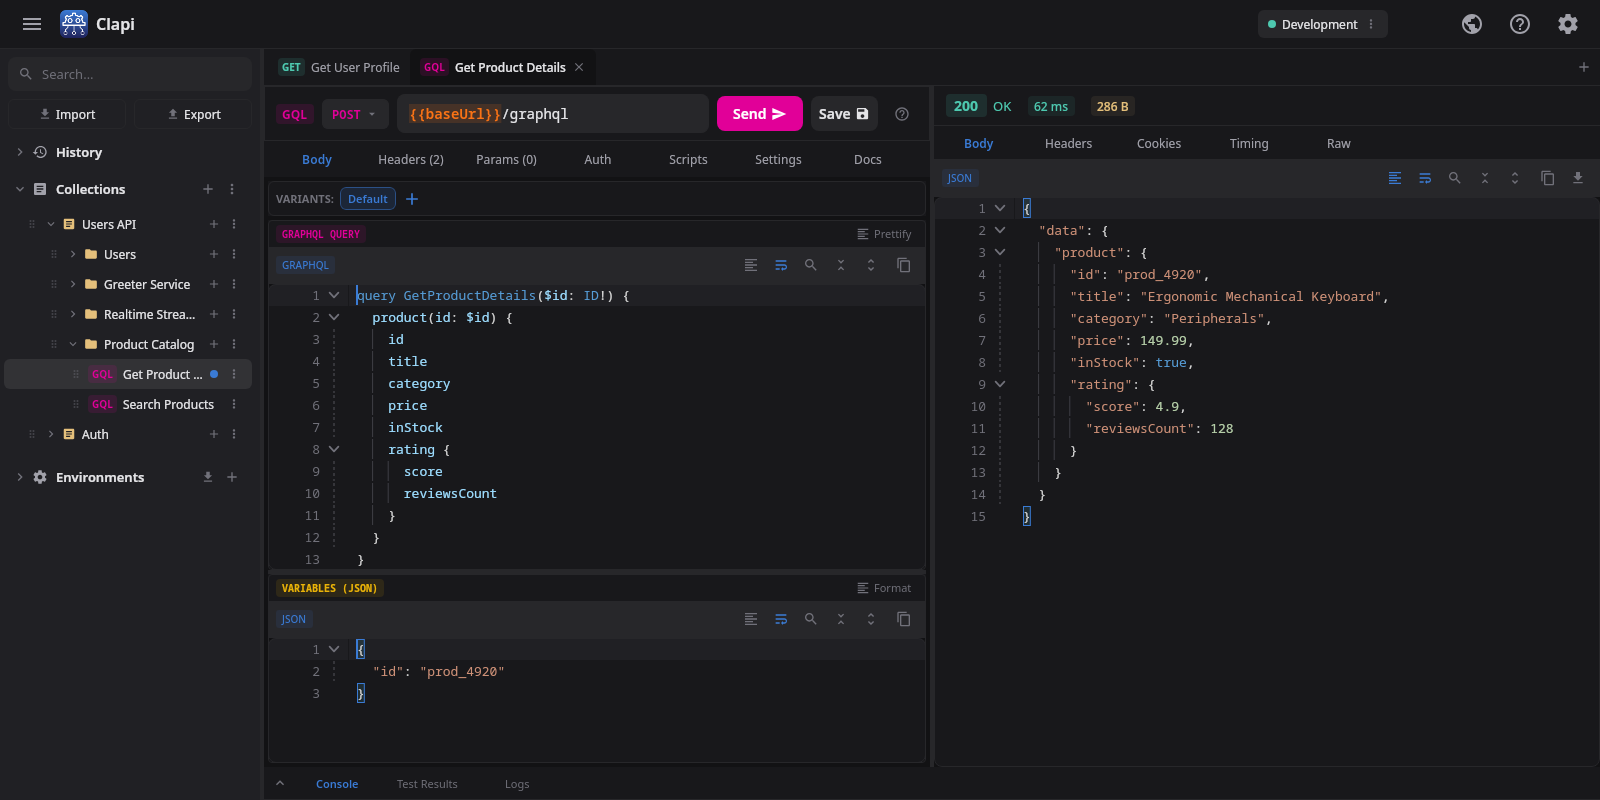 Clapi
Development
Search...
Import
Export
History
Collections
Users API
Users
Greeter Service
Realtime Strea...
Product Catalog
GQL Get Product ...
GQL Search Products
Auth
Environments
GET Get User Profile
GQL Get Product Details
GQL POST {{baseUrl}}/graphql Send Save
Body Headers (2) Params (0) Auth Scripts Settings Docs
VARIANTS: Default
GRAPHQL QUERY Prettify
GRAPHQL
1 query GetProductDetails($id: ID!) {
2 product(id: $id) {
3 id
4 title
5 category
6 price
7 inStock
8 rating {
9 score
10 reviewsCount
11 }
12 }
13 }
VARIABLES (JSON) Format
JSON
1 {
2 "id": "prod_4920"
3 }
Console Test Results Logs
200 OK 62 ms 286 B
Body Headers Cookies Timing Raw
JSON
1 {
2 "data": {
3 "product": {
4 "id": "prod_4920",
5 "title": "Ergonomic Mechanical Keyboard",
6 "category": "Peripherals",
7 "price": 149.99,
8 "inStock": true,
9 "rating": {
10 "score": 4.9,
11 "reviewsCount": 128
12 }
13 }
14 }
15 }